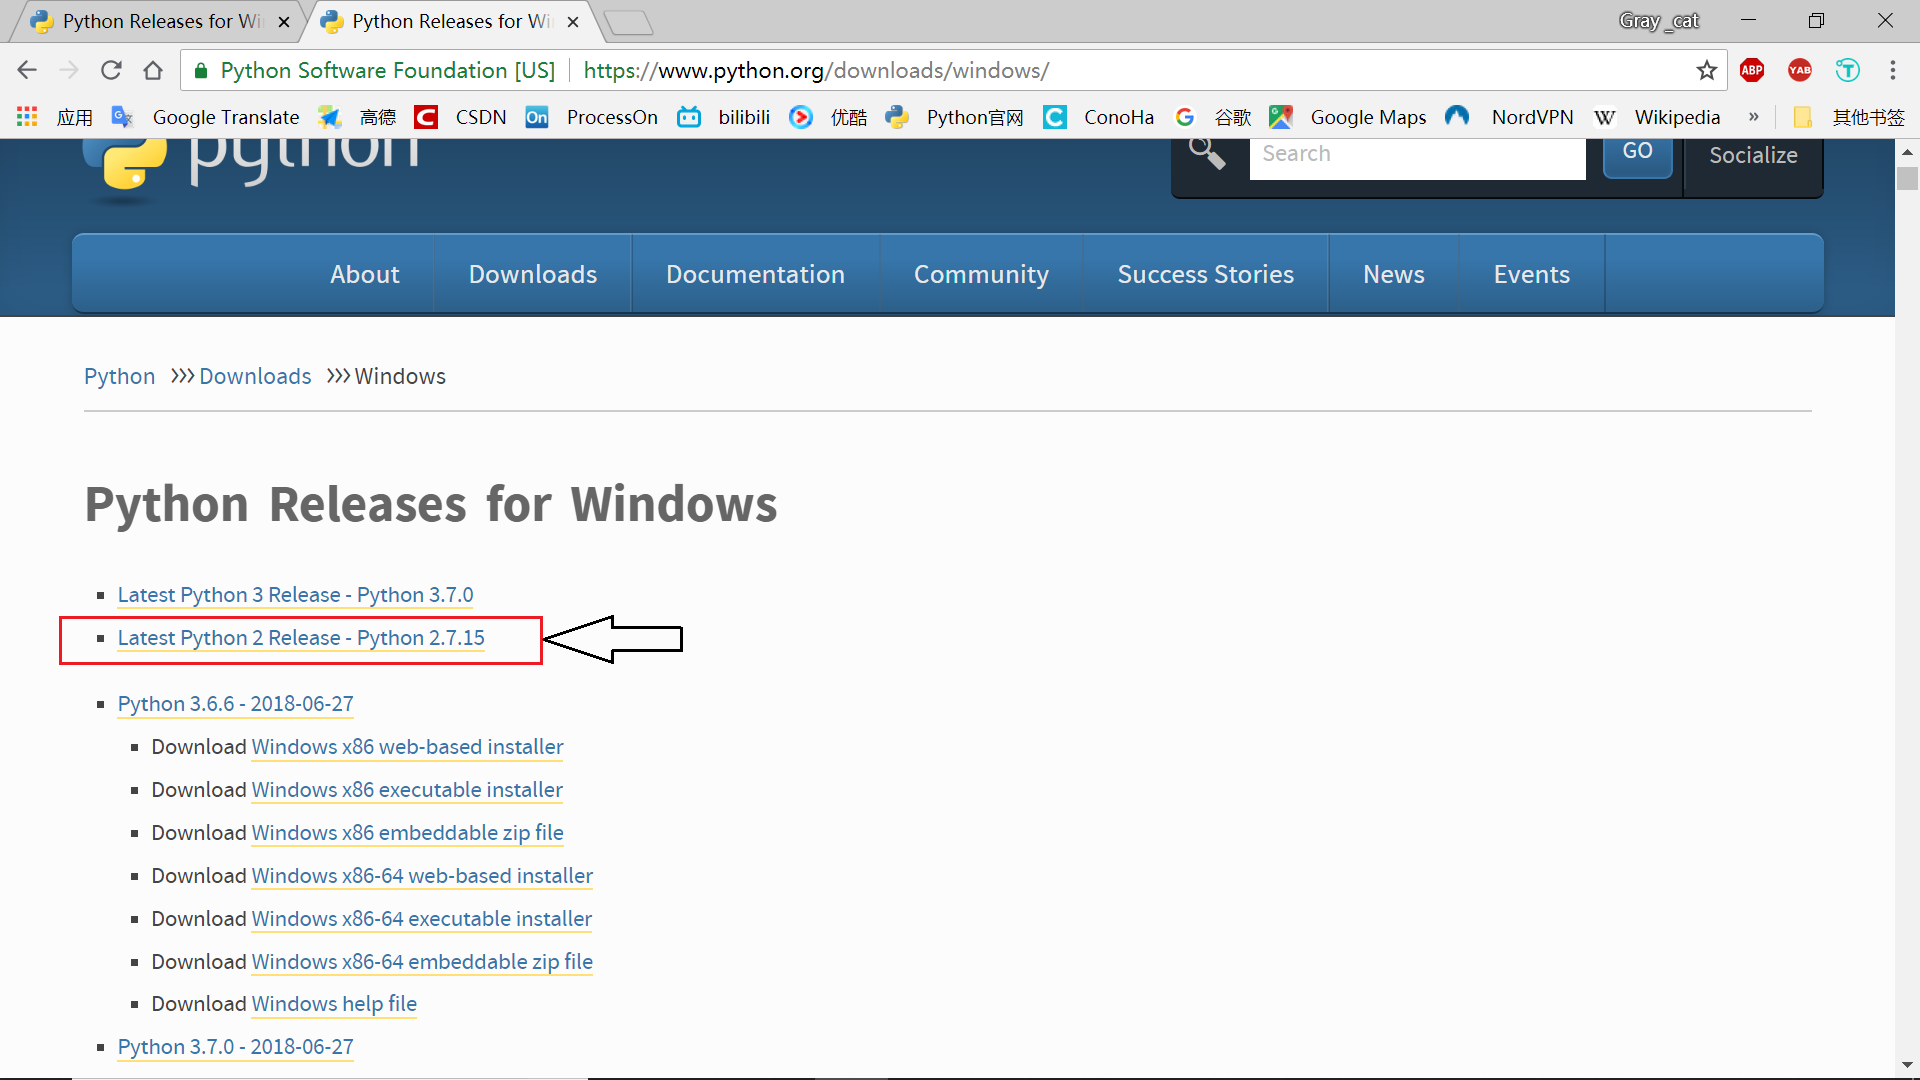 Python Releases for Wi
Python Releases for Wi
Gray_cat
Python Software Foundation [US]
https://www.python.org/downloads/windows/
ABP
YAB
应用
Google Translate
高德
CSDN
On
ProcessOn
bilibili
优酷
Python官网
ConoHa
谷歌
Google Maps
NordVPN
W
Wikipedia
»
其他书签
python
Search
GO
Socialize
About
Downloads
Documentation
Community
Success Stories
News
Events
Python >>> Downloads >>> Windows
Python Releases for Windows
Latest Python 3 Release - Python 3.7.0
Latest Python 2 Release - Python 2.7.15
Python 3.6.6 - 2018-06-27
Download Windows x86 web-based installer
Download Windows x86 executable installer
Download Windows x86 embeddable zip file
Download Windows x86-64 web-based installer
Download Windows x86-64 executable installer
Download Windows x86-64 embeddable zip file
Download Windows help file
Python 3.7.0 - 2018-06-27